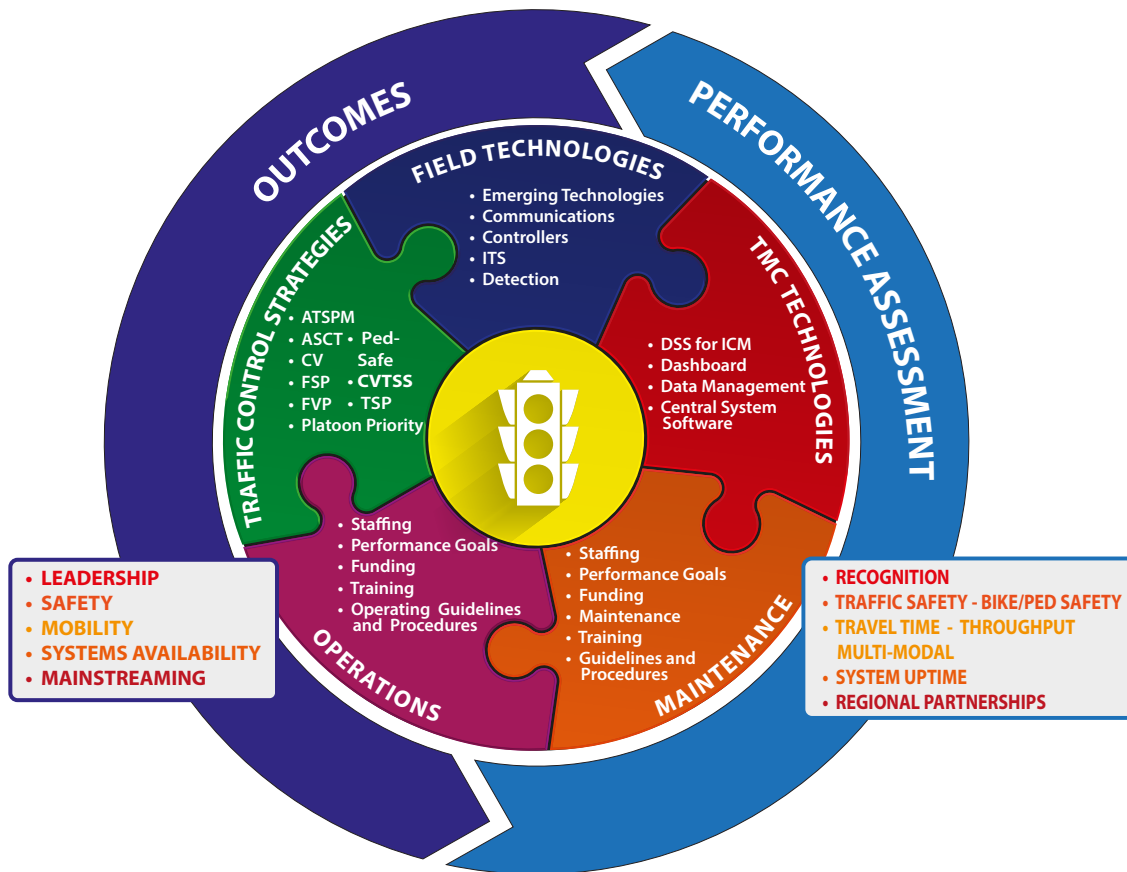 OUTCOMES
PERFORMANCE ASSESSMENT
FIELD TECHNOLOGIES
• Emerging Technologies
• Communications
• Controllers
• ITS
• Detection
TMC TECHNOLOGIES
• DSS for ICM
• Dashboard
• Data Management
• Central System
Software
TRAFFIC CONTROL STRATEGIES
• ATSPM
• ASCT • Ped-
• CV Safe
• FSP • CVTSS
• FVP • TSP
• Platoon Priority
OPERATIONS
• Staffing
• Performance Goals
• Funding
• Training
• Operating Guidelines
and Procedures
MAINTENANCE
• Staffing
• Performance Goals
• Funding
• Maintenance
• Training
• Guidelines and
Procedures
• LEADERSHIP
• SAFETY
• MOBILITY
• SYSTEMS AVAILABILITY
• MAINSTREAMING
• RECOGNITION
• TRAFFIC SAFETY - BIKE/PED SAFETY
• TRAVEL TIME - THROUGHPUT
MULTI-MODAL
• SYSTEM UPTIME
• REGIONAL PARTNERSHIPS